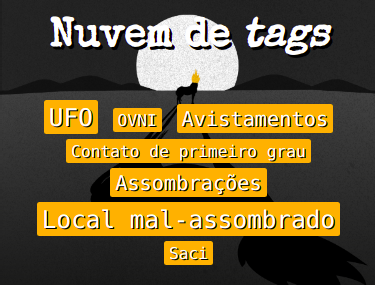 Nuvem de tags
UFO OVNI Avistamentos
Contato de primeiro grau
Assombrações
Local mal-assombrado
Saci